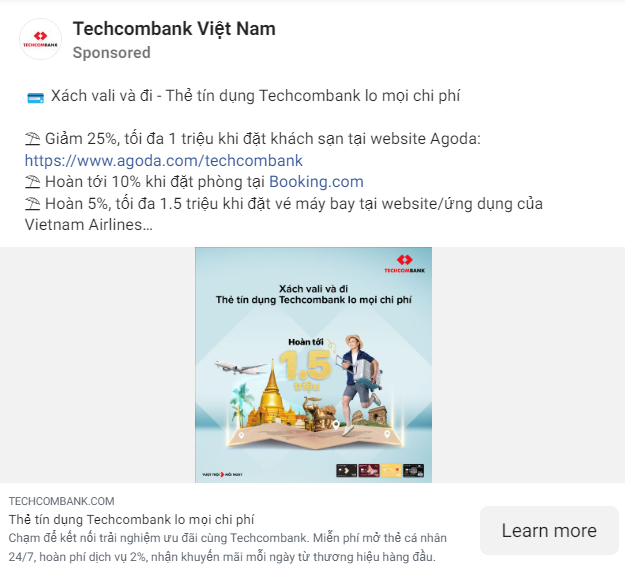 Techcombank Việt Nam
Sponsored
Xách vali và đi - Thẻ tín dụng Techcombank lo mọi chi phí
Giảm 25%, tối đa 1 triệu khi đặt khách sạn tại website Agoda:
https://www.agoda.com/techcombank
Hoàn tới 10% khi đặt phòng tại Booking.com
Hoàn 5%, tối đa 1.5 triệu khi đặt vé máy bay tại website/ứng dụng của
Vietnam Airlines...
TECHCOMBANK
Xách vali và đi
Thẻ tín dụng Techcombank lo mọi chi phí
Hoàn tới
1.5
triệu
VƯỢT TRỘI MỖI NGÀY
TECHCOMBANK.COM
Thẻ tín dụng Techcombank lo mọi chi phí
Chạm để kết nối trải nghiệm ưu đãi cùng Techcombank. Miễn phí mở thẻ cá nhân
24/7, hoàn phí dịch vụ 2%, nhận khuyến mãi mỗi ngày từ thương hiệu hàng đầu.
Learn more